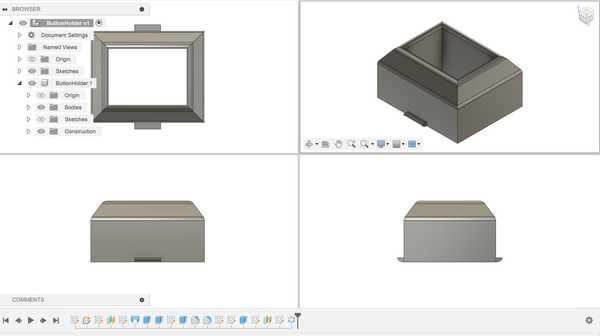 BROWSER
ButtonHolder v1
Document Settings
Named Views
Origin
Sketches
ButtonHolder:1
Origin
Bodies
Sketches
Construction
COMMENTS